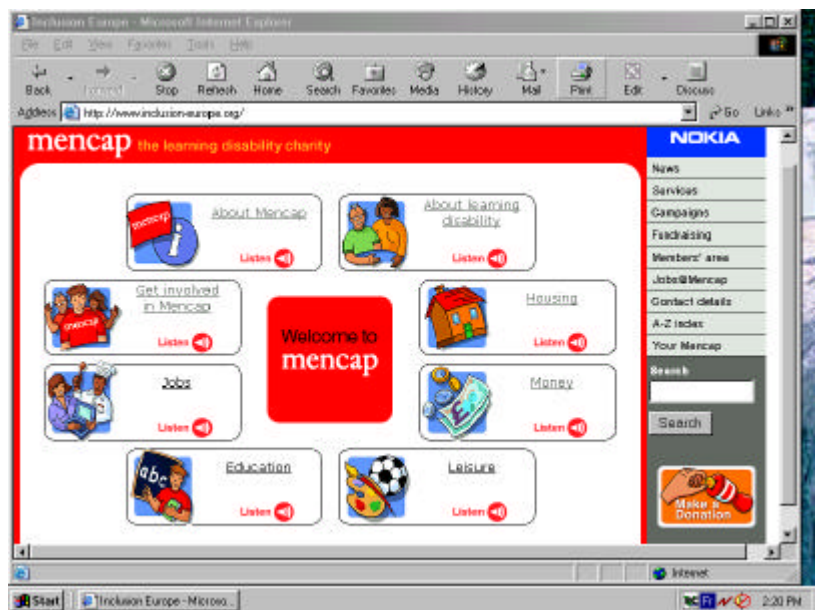 Inclusion Europe - Microsoft Internet Explorer
File Edit View Favorites Tools Help
Back Forward Stop Refresh Home Search Favorites Media History Mail Print Edit Discuss
Address http://www.inclusion-europe.org/ Go Links »
mencap the learning disability charity
NOKIA
About Mencap
Listen
mencap
About learning
disability
Listen
Get involved
in Mencap
Listen
mencap
Welcome to
mencap
Housing
Listen
Jobs
Listen
Money
Listen
£
Education
Listen
abc
Leisure
Listen
News
Services
Campaigns
Fundraising
Members' area
Jobs@Mencap
Contact details
A-Z index
Your Mencap
Search
Search
Make a
Donation
Internet
Start Inclusion Europe - Microso... Fr 2:20 PM